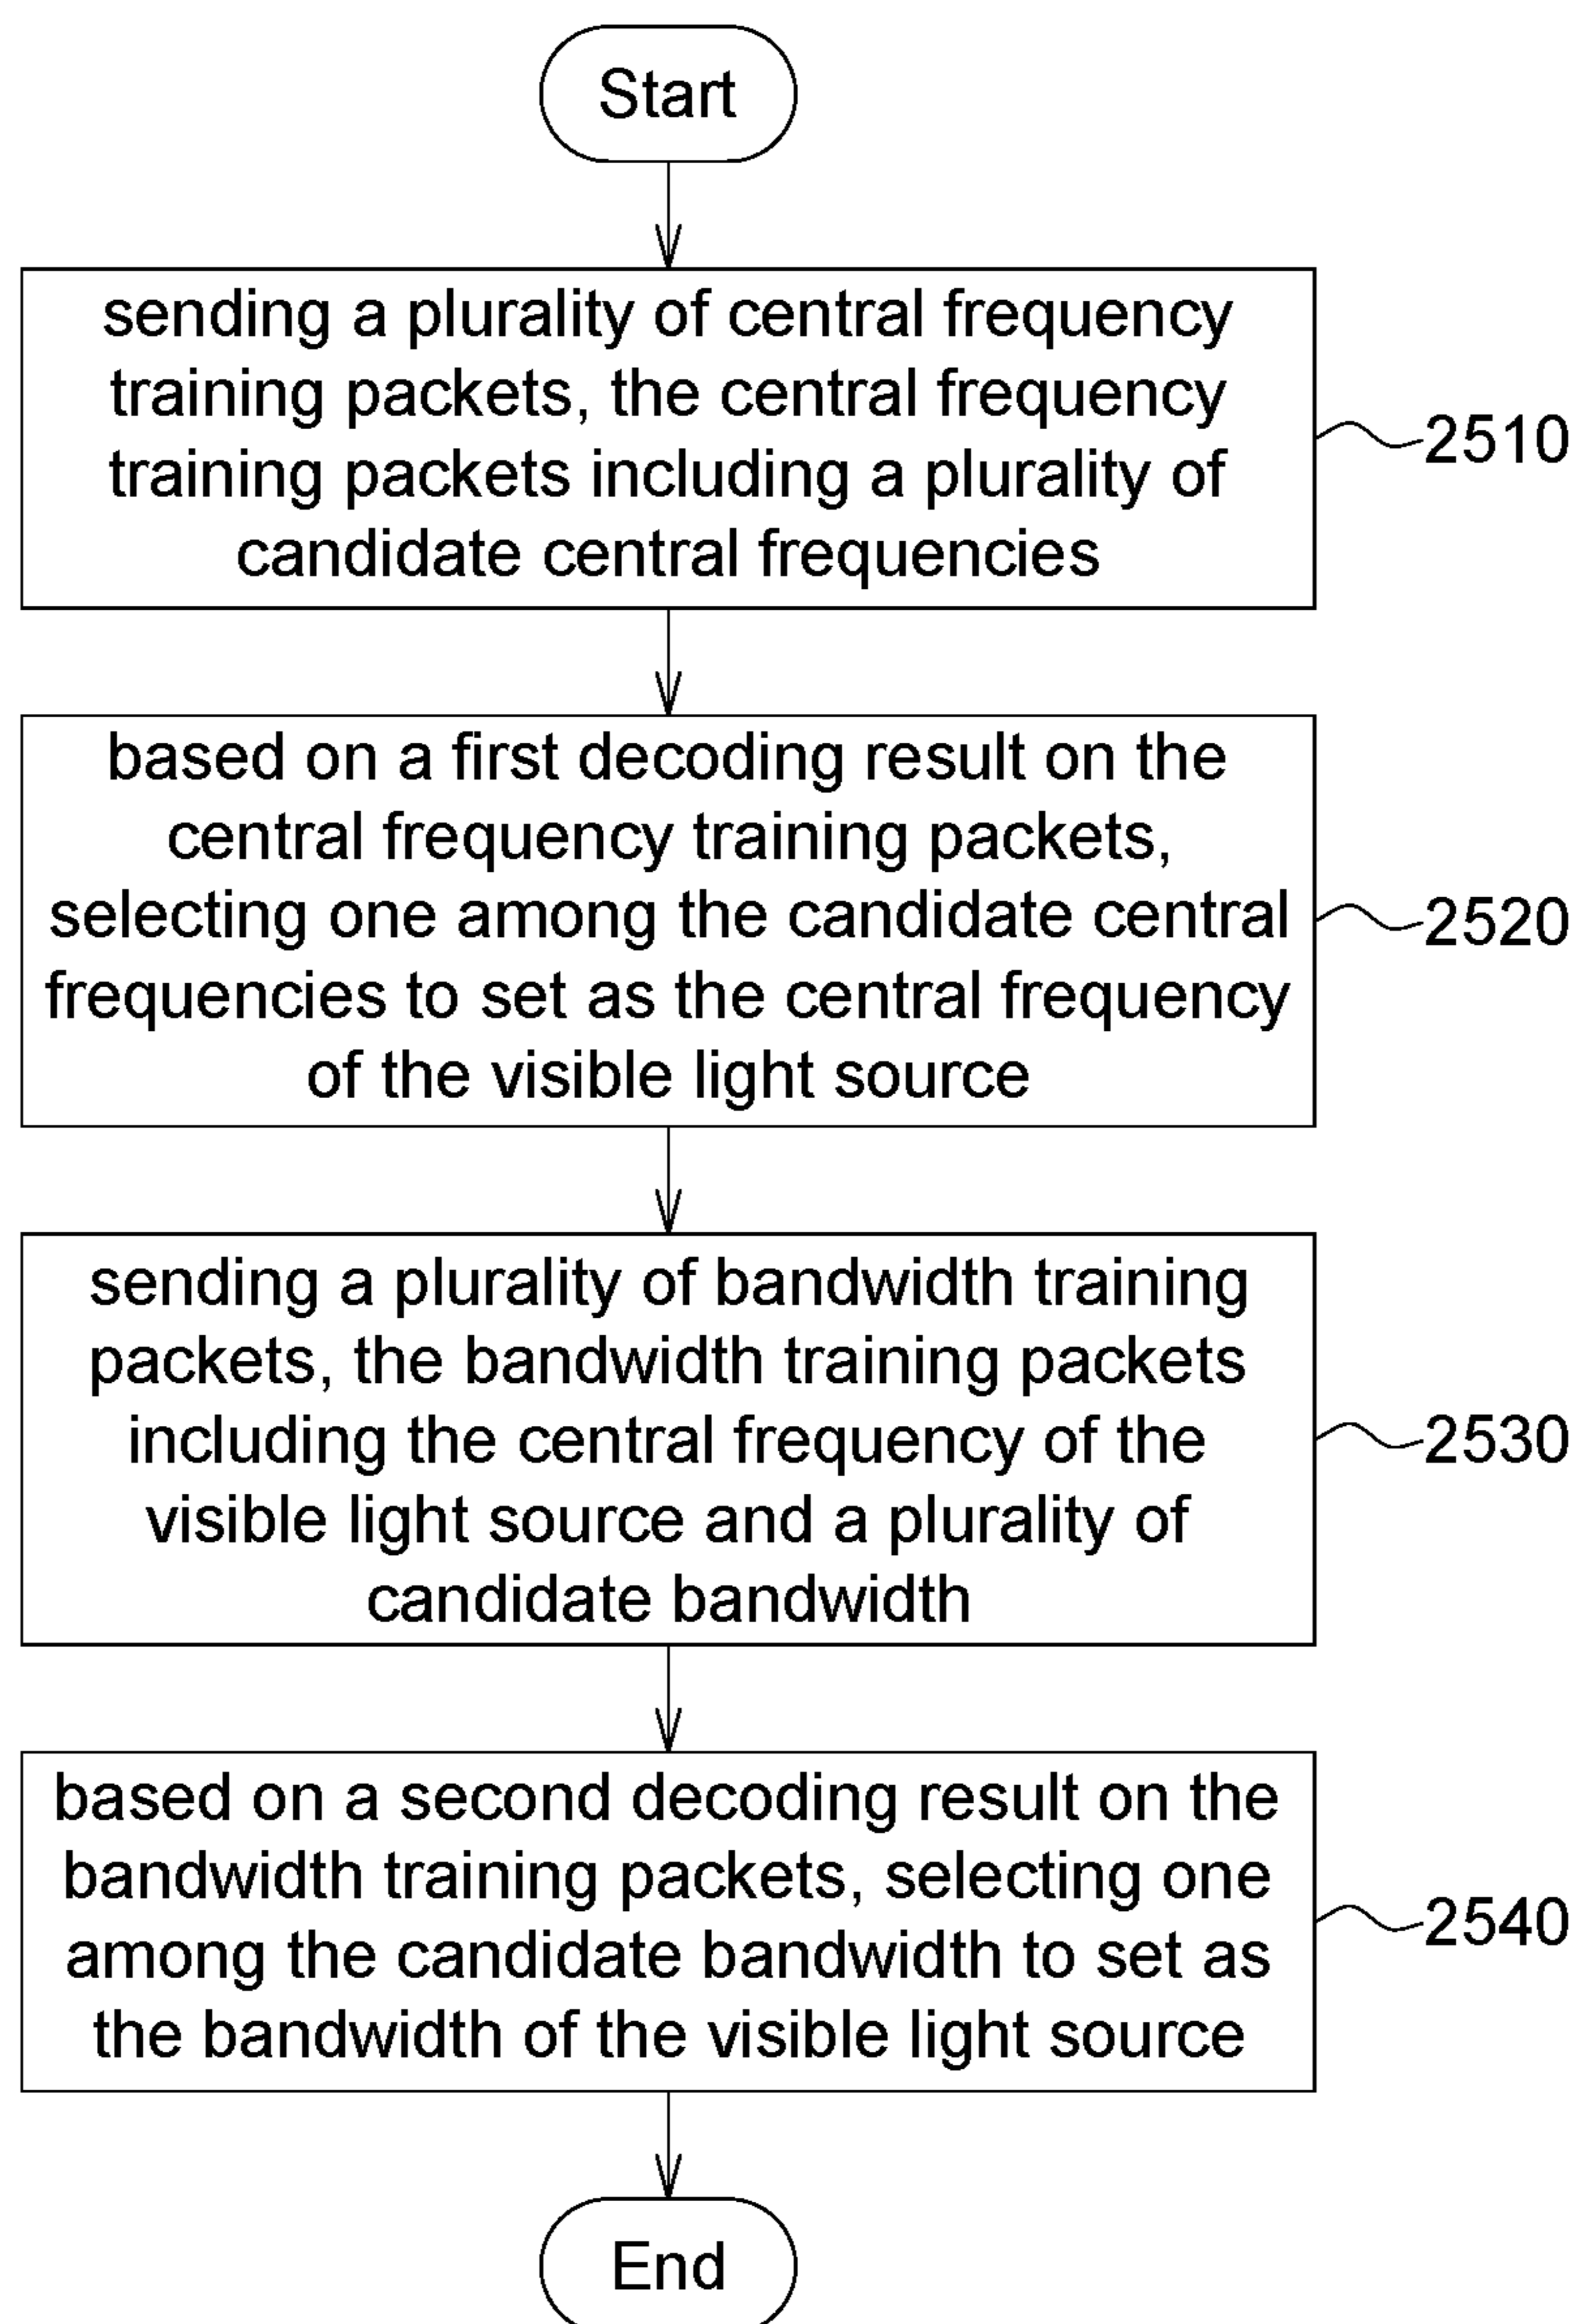 Start
sending a plurality of central frequency
training packets, the central frequency
training packets including a plurality of
candidate central frequencies
2510
based on a first decoding result on the
central frequency training packets,
selecting one among the candidate central
frequencies to set as the central frequency
of the visible light source
2520
sending a plurality of bandwidth training
packets, the bandwidth training packets
including the central frequency of the
visible light source and a plurality of
candidate bandwidth
2530
based on a second decoding result on the
bandwidth training packets, selecting one
among the candidate bandwidth to set as
the bandwidth of the visible light source
2540
End